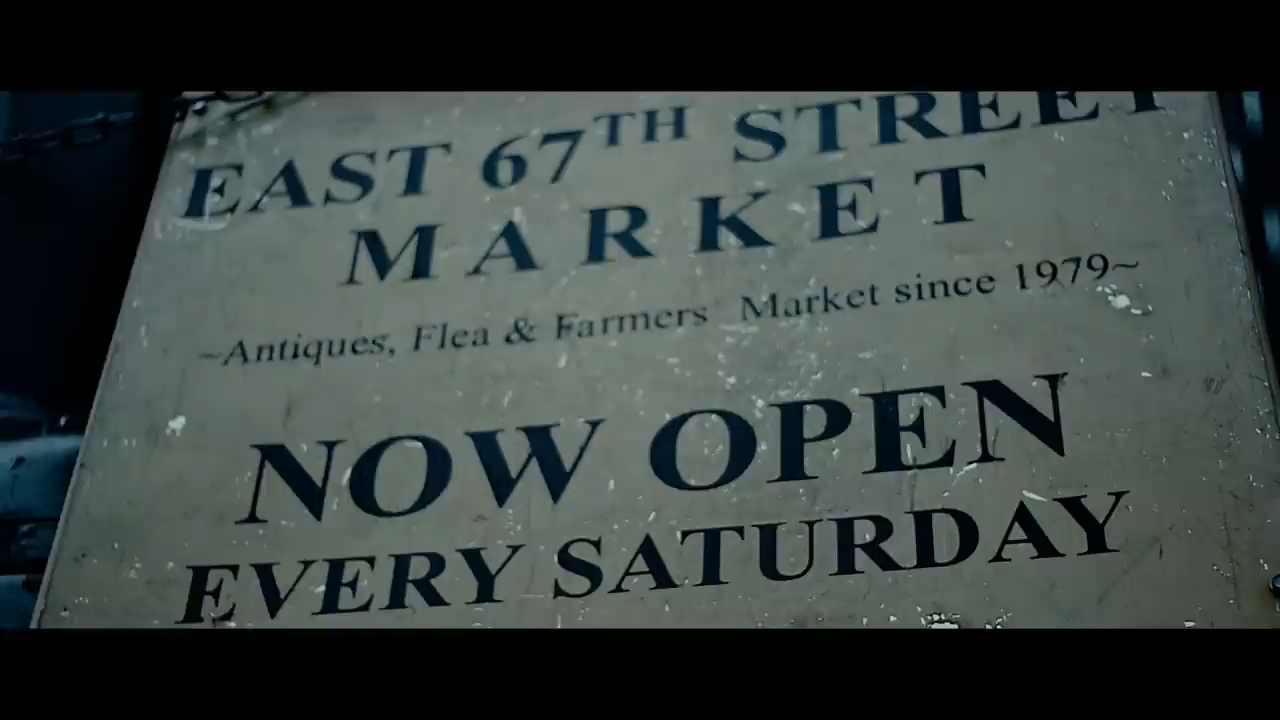 EAST 67TH STREET
MARKET
~Antiques, Flea & Farmers' Market since 1979~
NOW OPEN
EVERY SATURDAY